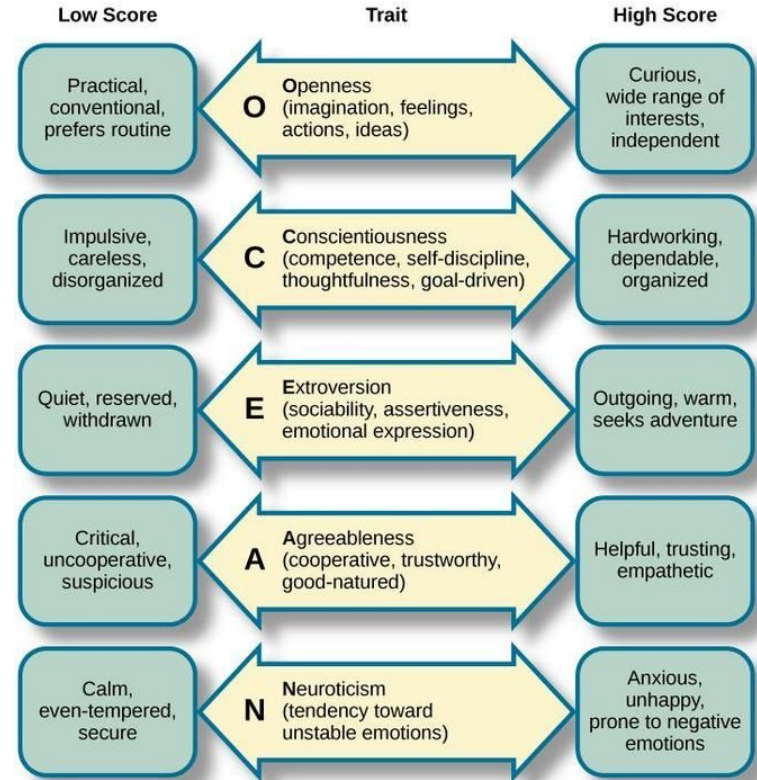 Low Score
Trait
High Score
Practical,
conventional,
prefers routine
O
Openness
(imagination, feelings,
actions, ideas)
Curious,
wide range of
interests,
independent
Impulsive,
careless,
disorganized
C
Conscientiousness
(competence, self-discipline,
thoughtfulness, goal-driven)
Hardworking,
dependable,
organized
Quiet, reserved,
withdrawn
E
Extroversion
(sociability, assertiveness,
emotional expression)
Outgoing, warm,
seeks adventure
Critical,
uncooperative,
suspicious
A
Agreeableness
(cooperative, trustworthy,
good-natured)
Helpful, trusting,
empathetic
Calm,
even-tempered,
secure
N
Neuroticism
(tendency toward
unstable emotions)
Anxious,
unhappy,
prone to negative
emotions